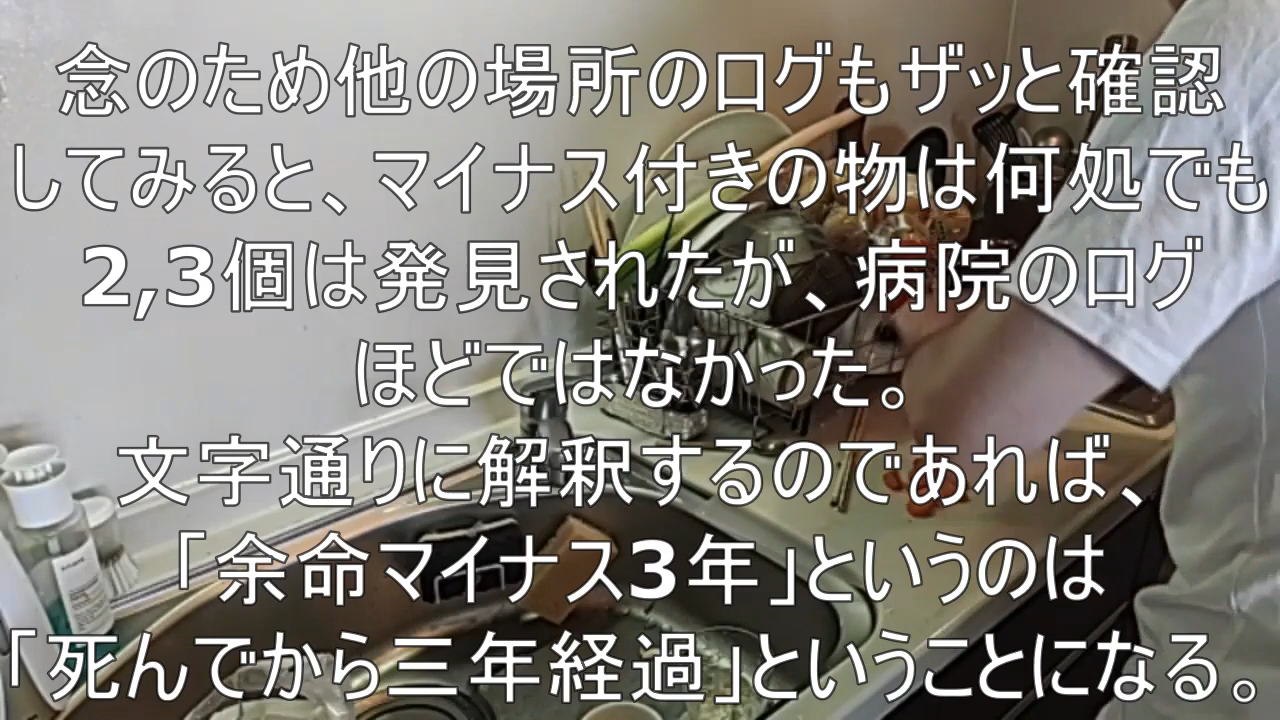 念のため他の場所のログもザッと確認
してみると、マイナス付きの物は何処でも
2,3個は発見されたが、病院のログ
ほどではなかった。
文字通りに解釈するのであれば、
「余命マイナス3年」というのは
「死んでから三年経過」ということになる。